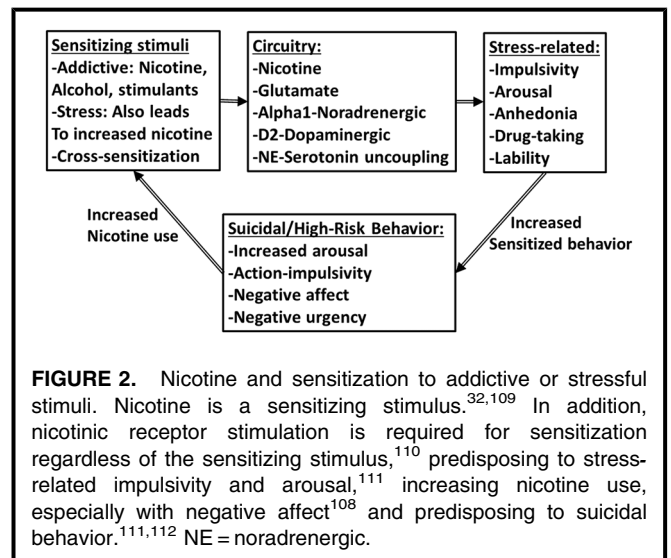 Sensitizing stimuli
-Addictive: Nicotine,
Alcohol, stimulants
-Stress: Also leads
To increased nicotine
-Cross-sensitization
Circuitry:
-Nicotine
-Glutamate
-Alpha1-Noradrenergic
-D2-Dopaminergic
-NE-Serotonin uncoupling
Stress-related:
-Impulsivity
-Arousal
-Anhedonia
-Drug-taking
-Lability
Increased
Nicotine use
Suicidal/High-Risk Behavior:
-Increased arousal
-Action-impulsivity
-Negative affect
-Negative urgency
Increased
Sensitized behavior
FIGURE 2. Nicotine and sensitization to addictive or stressful
stimuli. Nicotine is a sensitizing stimulus.32,109 In addition,
nicotinic receptor stimulation is required for sensitization
regardless of the sensitizing stimulus,110 predisposing to stress-
related impulsivity and arousal,111 increasing nicotine use,
especially with negative affect108 and predisposing to suicidal
behavior.111,112 NE = noradrenergic.